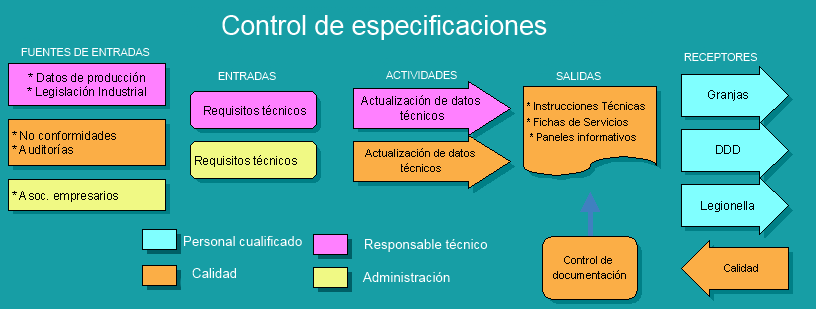 Control de especificaciones
FUENTES DE ENTRADAS
* Datos de producción
* Legislación Industrial
* No conformidades
* Auditorías
* Asoc. empresarios
ENTRADAS
Requisitos técnicos
Requisitos técnicos
ACTIVIDADES
Actualización de datos
técnicos
Actualización de datos
técnicos
SALIDAS
* Instrucciones Técnicas
* Fichas de Servicios
* Paneles informativos
Control de
documentación
RECEPTORES
Granjas
DDD
Legionella
Calidad
Personal cualificado
Responsable técnico
Calidad
Administración